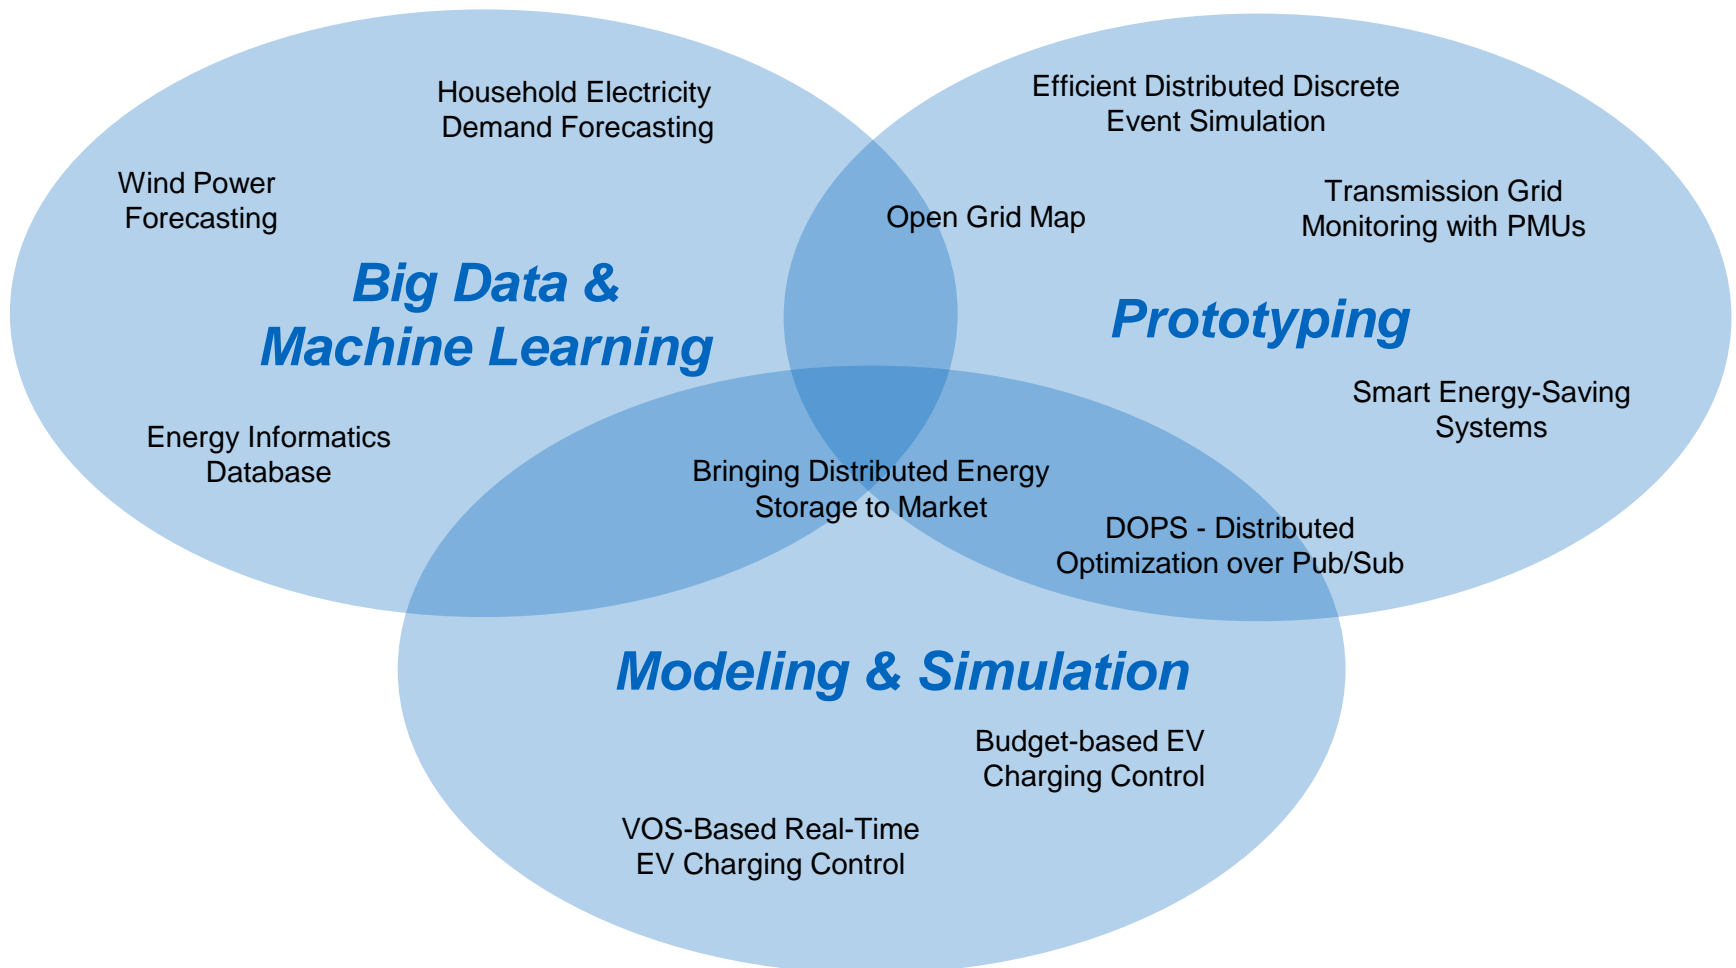 Household Electricity
Demand Forecasting
Efficient Distributed Discrete
Event Simulation
Wind Power
Forecasting
Open Grid Map
Transmission Grid
Monitoring with PMUs
Big Data &
Machine Learning
Prototyping
Smart Energy-Saving
Systems
Energy Informatics
Database
Bringing Distributed Energy
Storage to Market
DOPS - Distributed
Optimization over Pub/Sub
Modeling & Simulation
Budget-based EV
Charging Control
VOS-Based Real-Time
EV Charging Control